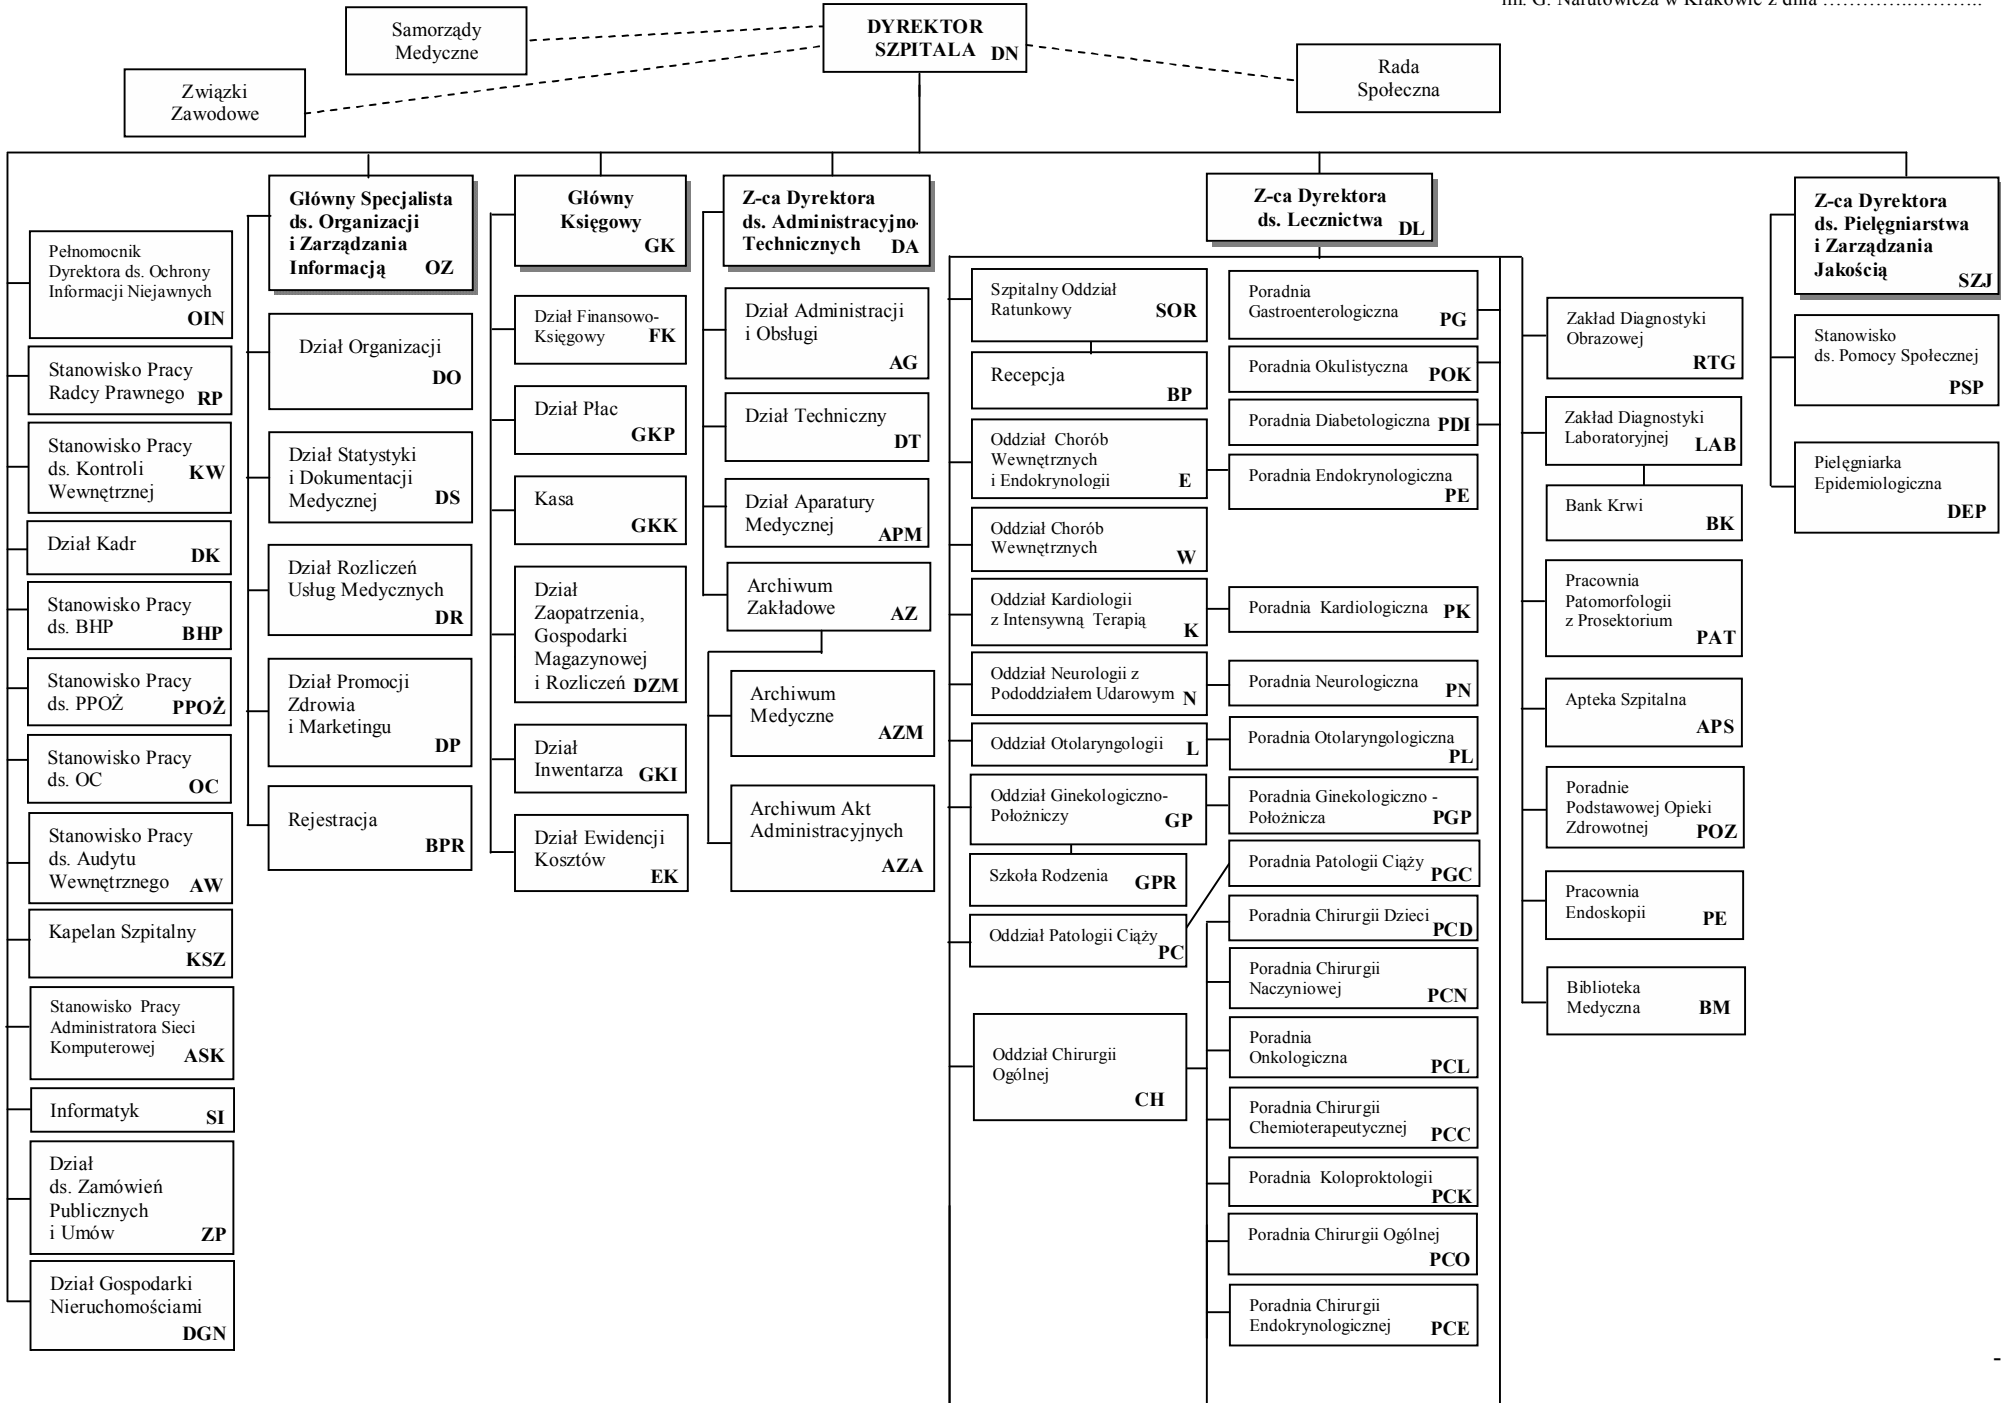 im. G. Narutowicza w Krakowie z dnia …………..………..
Samorządy
Medyczne
DYREKTOR
SZPITALA DN
Rada
Społeczna
Związki
Zawodowe
Główny Specjalista
ds. Organizacji
i Zarządzania
Informacją OZ
Główny
Księgowy
GK
Z-ca Dyrektora
ds. Administracyjno-
Technicznych DA
Z-ca Dyrektora
ds. Lecznictwa DL
Z-ca Dyrektora
ds. Pielęgniarstwa
i Zarządzania
Jakością
SZJ
Pełnomocnik
Dyrektora ds. Ochrony
Informacji Niejawnych
OIN
Stanowisko Pracy
Radcy Prawnego RP
Stanowisko Pracy
ds. Kontroli KW
Wewnętrznej
Dział Kadr
DK
Stanowisko Pracy
ds. BHP BHP
Stanowisko Pracy
ds. PPOŻ PPOŻ
Stanowisko Pracy
ds. OC OC
Stanowisko Pracy
ds. Audytu
Wewnętrznego AW
Kapelan Szpitalny
KSZ
Stanowisko Pracy
Administratora Sieci
Komputerowej ASK
Informatyk SI
Dział
ds. Zamówień
Publicznych
i Umów ZP
Dział Gospodarki
Nieruchomościami
DGN
Dział Organizacji
DO
Dział Statystyki
i Dokumentacji
Medycznej DS
Dział Rozliczeń
Usług Medycznych
DR
Dział Promocji
Zdrowia
i Marketingu
DP
Rejestracja
BPR
Dział Finansowo-
Księgowy FK
Dział Płac
GKP
Kasa
GKK
Dział
Zaopatrzenia,
Gospodarki
Magazynowej
i Rozliczeń DZM
Dział
Inwentarza GKI
Dział Ewidencji
Kosztów EK
Dział Administracji
i Obsługi
AG
Dział Techniczny
DT
Dział Aparatury
Medycznej APM
Archiwum
Zakładowe AZ
Archiwum
Medyczne
AZM
Archiwum Akt
Administracyjnych
AZA
Szpitalny Oddział
Ratunkowy SOR
Recepcja
BP
Oddział Chorób
Wewnętrznych
i Endokrynologii E
Oddział Chorób
Wewnętrznych
W
Oddział Kardiologii
z Intensywną Terapią
K
Oddział Neurologii z
Pododdziałem Udarowym N
Oddział Otolaryngologii L
Oddział Ginekologiczno-
Położniczy GP
Szkoła Rodzenia GPR
Oddział Patologii Ciąży
PC
Oddział Chirurgii
Ogólnej
CH
Poradnia
Gastroenterologiczna PG
Poradnia Okulistyczna POK
Poradnia Diabetologiczna PDI
Poradnia Endokrynologiczna
PE
Poradnia Kardiologiczna PK
Poradnia Neurologiczna PN
Poradnia Otolaryngologiczna
PL
Poradnia Ginekologiczno -
Położnicza PGP
Poradnia Patologii Ciąży
PGC
Poradnia Chirurgii Dzieci
PCD
Poradnia Chirurgii
Naczyniowej PCN
Poradnia
Onkologiczna PCL
Poradnia Chirurgii
Chemioterapeutycznej PCC
Poradnia Koloproktologii
PCK
Poradnia Chirurgii Ogólnej
PCO
Poradnia Chirurgii
Endokrynologicznej PCE
Zakład Diagnostyki
Obrazowej
RTG
Zakład Diagnostyki
Laboratoryjnej LAB
Bank Krwi
BK
Pracownia
Patomorfologii
z Prosektorium
PAT
Apteka Szpitalna
APS
Poradnie
Podstawowej Opieki
Zdrowotnej POZ
Pracownia
Endoskopii PE
Biblioteka
Medyczna BM
Stanowisko
ds. Pomocy Społecznej
PSP
Pielęgniarka
Epidemiologiczna
DEP